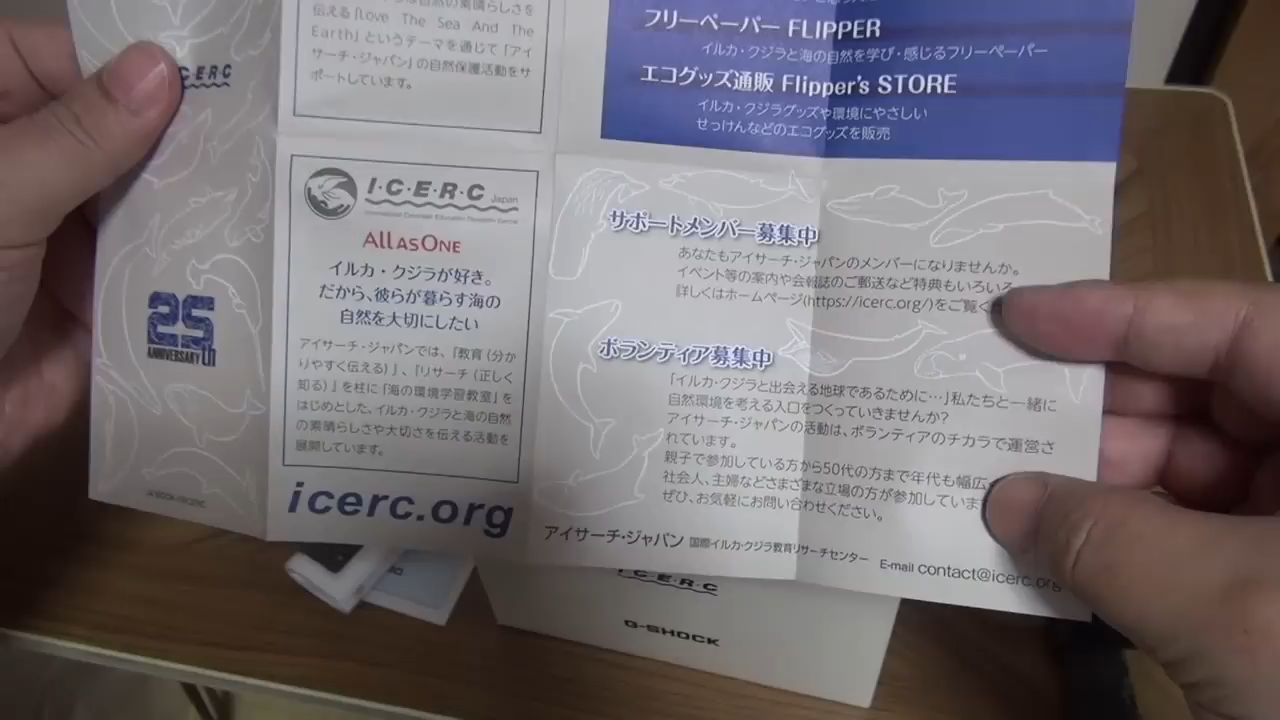 の素晴らしさを
伝える「Love The Sea And The
Earth」というテーマを通じて「アイ
サーチ・ジャパン」の自然保護活動をサ
ポートしています。
フリーペーパー FLIPPER
イルカ・クジラと海の自然を学び・感じるフリーペーパー
エコグッズ通販 Flipper's STORE
イルカ・クジラグッズや環境にやさしい
せっけんなどのエコグッズを販売
CERC
25th
ANNIVERSARY
I・C・E・R・C Japan
International Cetacean Education Research Centre
ALL AS ONE
イルカ・クジラが好き。
だから、彼らが暮らす海の
自然を大切にしたい
アイサーチ・ジャパンでは、「教育（分か
りやすく伝える）」、「リサーチ（正しく
知る）」を柱に「海の環境学習教室」を
はじめとした、イルカ・クジラと海の自然
の素晴らしさや大切さを伝える活動を
展開しています。
icerc.org
サポートメンバー募集中
あなたもアイサーチ・ジャパンのメンバーになりませんか。
イベント等の案内や会報誌のご郵送など特典もいろいろ
詳しくはホームページ(https://icerc.org/)をご覧く
ボランティア募集中
「イルカ・クジラと出会える地球であるために…」私たちと一緒に
自然環境を考える入口をつくっていきませんか?
アイサーチ・ジャパンの活動は、ボランティアのチカラで運営さ
れています。
親子で参加している方から50代の方まで年代も幅広
社会人、主婦などさまざまな立場の方が参加していま
ぜひ、お気軽にお問い合わせください。
アイサーチ・ジャパン 国際イルカ・クジラ教育リサーチセンター E-mail contact@icerc.org
I・C・E・R・C
G-SHOCK